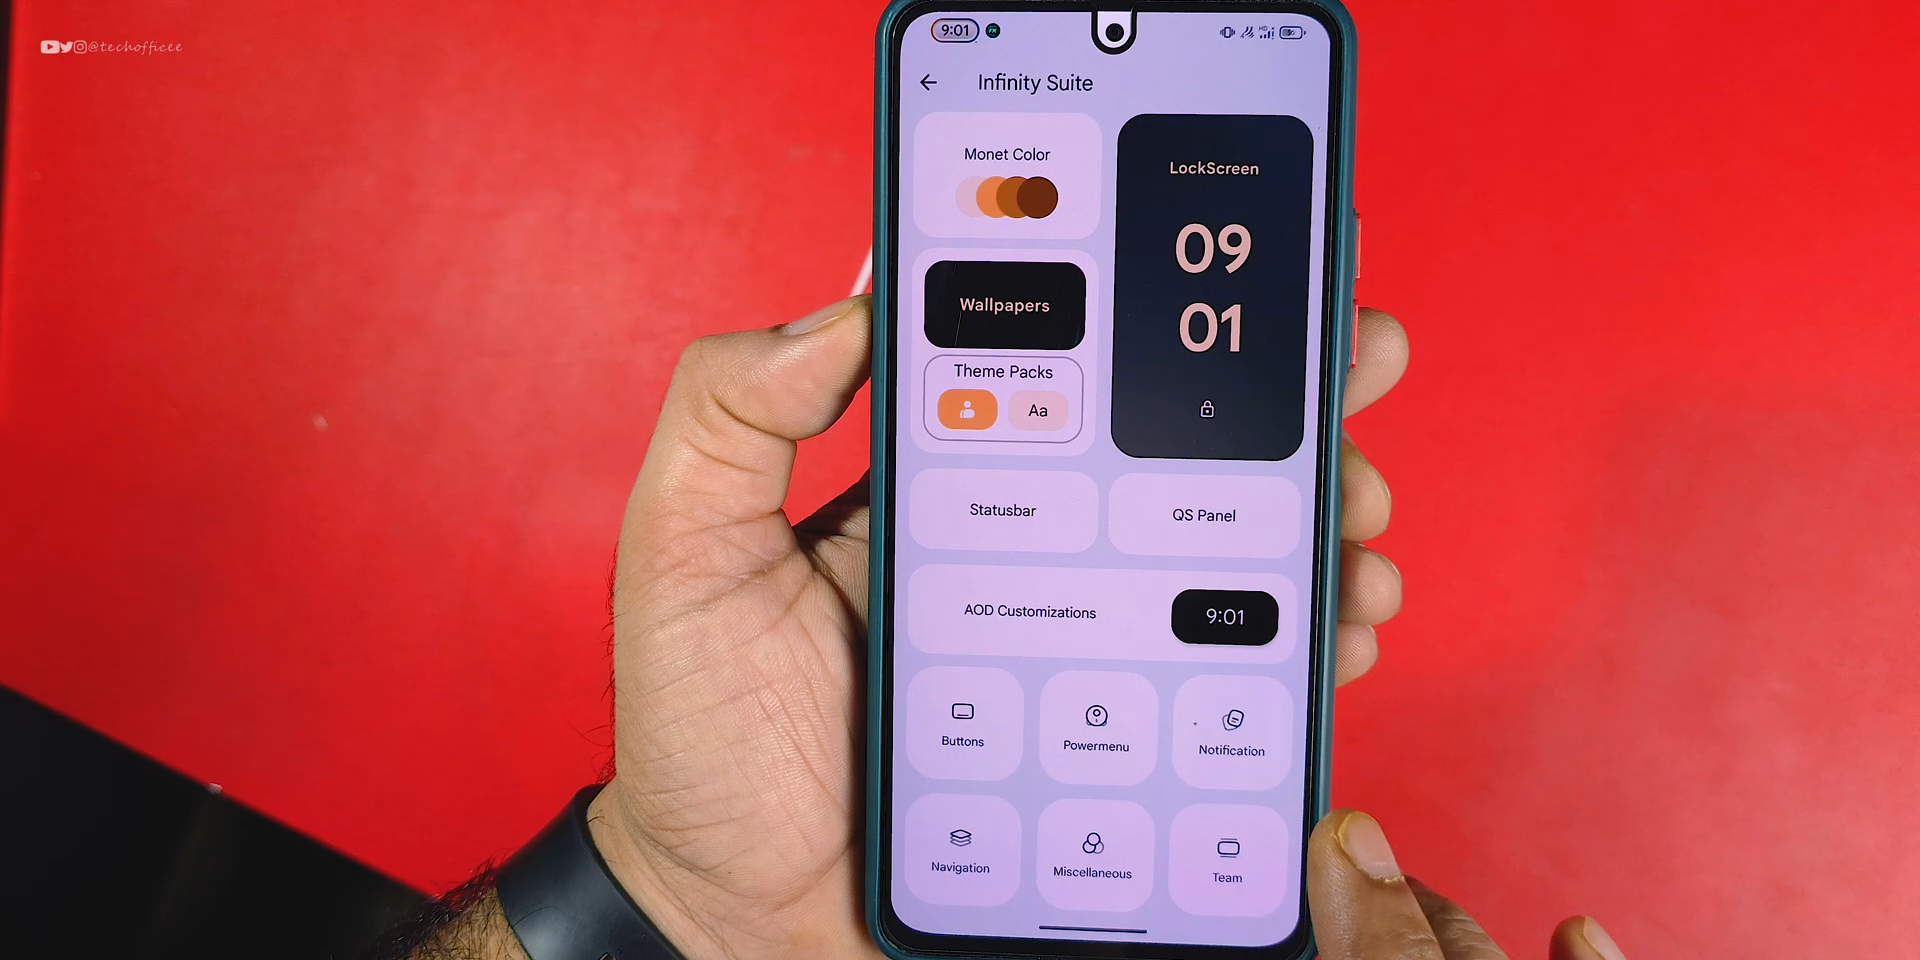 @techofficee
9:01
Infinity Suite
Monet Color
LockScreen
09
01
Wallpapers
Theme Packs
Aa
Statusbar
QS Panel
AOD Customizations
9:01
Buttons
Powermenu
Notification
Navigation
Miscellaneous
Team